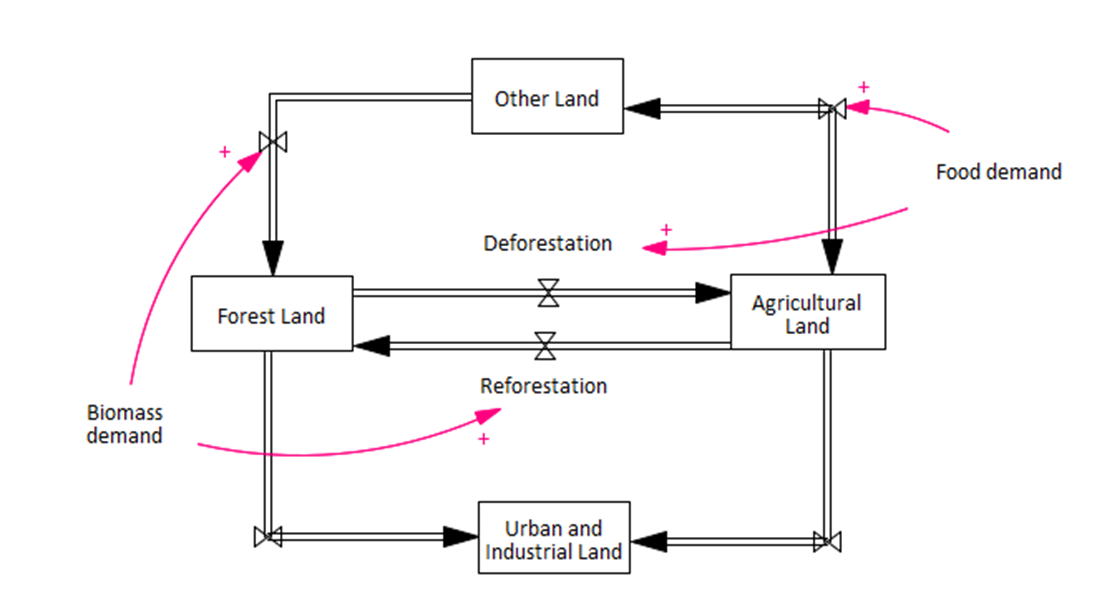 Other Land
+
+
Food demand
+
Deforestation
Forest Land
Agricultural
Land
Reforestation
Biomass
demand
+
Urban and
Industrial Land